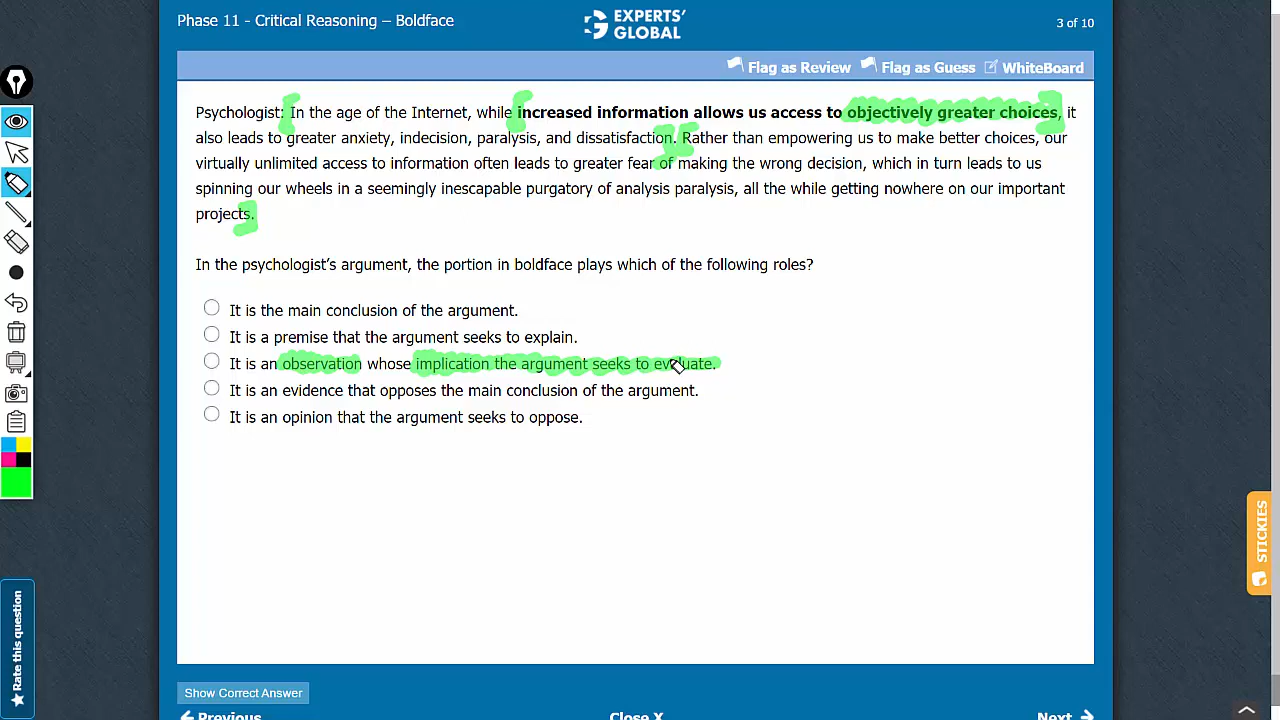 Phase 11 - Critical Reasoning – Boldface
EXPERTS'
GLOBAL
3 of 10
Flag as Review
Flag as Guess
WhiteBoard
Psychologist: In the age of the Internet, while increased information allows us access to objectively greater choices, it
also leads to greater anxiety, indecision, paralysis, and dissatisfaction. Rather than empowering us to make better choices, our
virtually unlimited access to information often leads to greater fear of making the wrong decision, which in turn leads to us
spinning our wheels in a seemingly inescapable purgatory of analysis paralysis, all the while getting nowhere on our important
projects.
In the psychologist's argument, the portion in boldface plays which of the following roles?
It is the main conclusion of the argument.
It is a premise that the argument seeks to explain.
It is an observation whose implication the argument seeks to evaluate.
It is an evidence that opposes the main conclusion of the argument.
It is an opinion that the argument seeks to oppose.
STICKIES
Rate this question
Show Correct Answer
Previous
Close X
Next